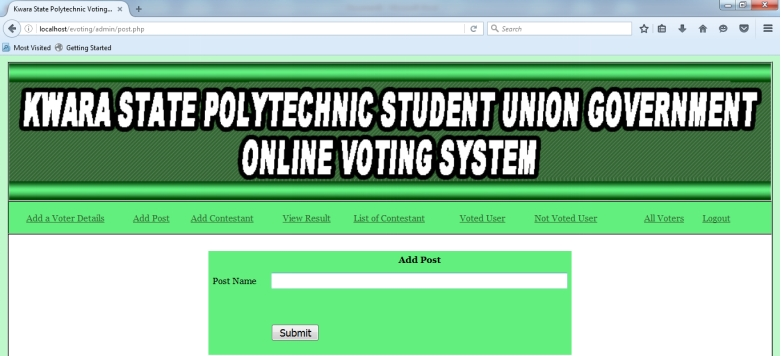 Kwara State Polytechnic Voting...
localhost/evoting/admin/post.php
Search
Most Visited Getting Started
KWARA STATE POLYTECHNIC STUDENT UNION GOVERNMENT
ONLINE VOTING SYSTEM
Add a Voter Details Add Post Add Contestant View Result List of Contestant Voted User Not Voted User All Voters Logout
Add Post
Post Name
Submit